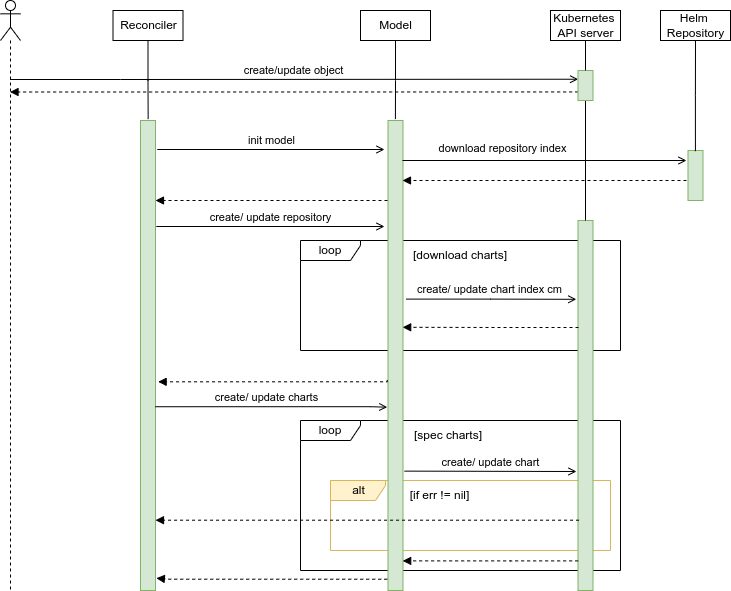 Reconciler
Model
Kubernetes
API server
Helm
Repository
create/update object
init model
download repository index
create/ update repository
loop
[download charts]
create/ update chart index cm
create/ update charts
loop
[spec charts]
create/ update chart
alt
[if err != nil]